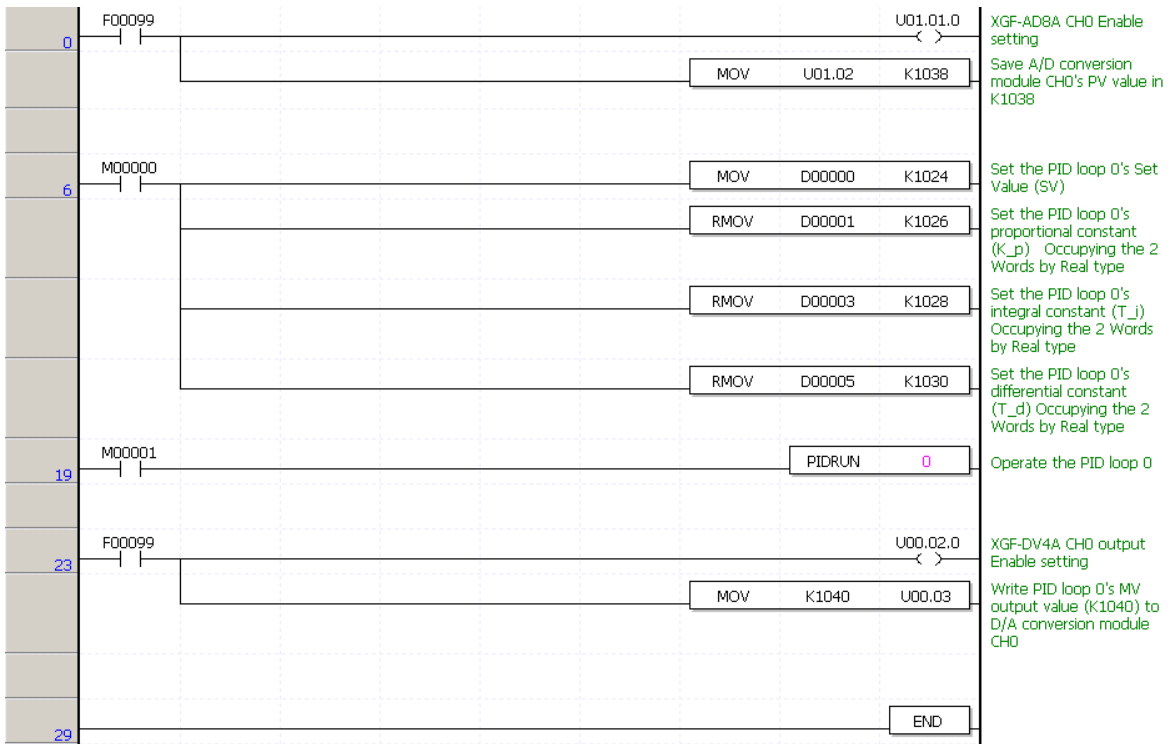 F00099 U01.01.0 XGF-AD8A CH0 Enable
0 setting
MOV U01.02 K1038 Save A/D conversion
module CH0's PV value in
K1038
M00000
6 MOV D00000 K1024 Set the PID loop 0's Set
Value (SV)
RMOV D00001 K1026 Set the PID loop 0's
proportional constant
(K_p) Occupying the 2
Words by Real type
RMOV D00003 K1028 Set the PID loop 0's
integral constant (T_i)
Occupying the 2 Words
by Real type
RMOV D00005 K1030 Set the PID loop 0's
differential constant
(T_d) Occupying the 2
Words by Real type
M00001
19 PIDRUN 0 Operate the PID loop 0
F00099 U00.02.0 XGF-DV4A CH0 output
23 Enable setting
MOV K1040 U00.03 Write PID loop 0's MV
output value (K1040) to
D/A conversion module
CH0
29 END